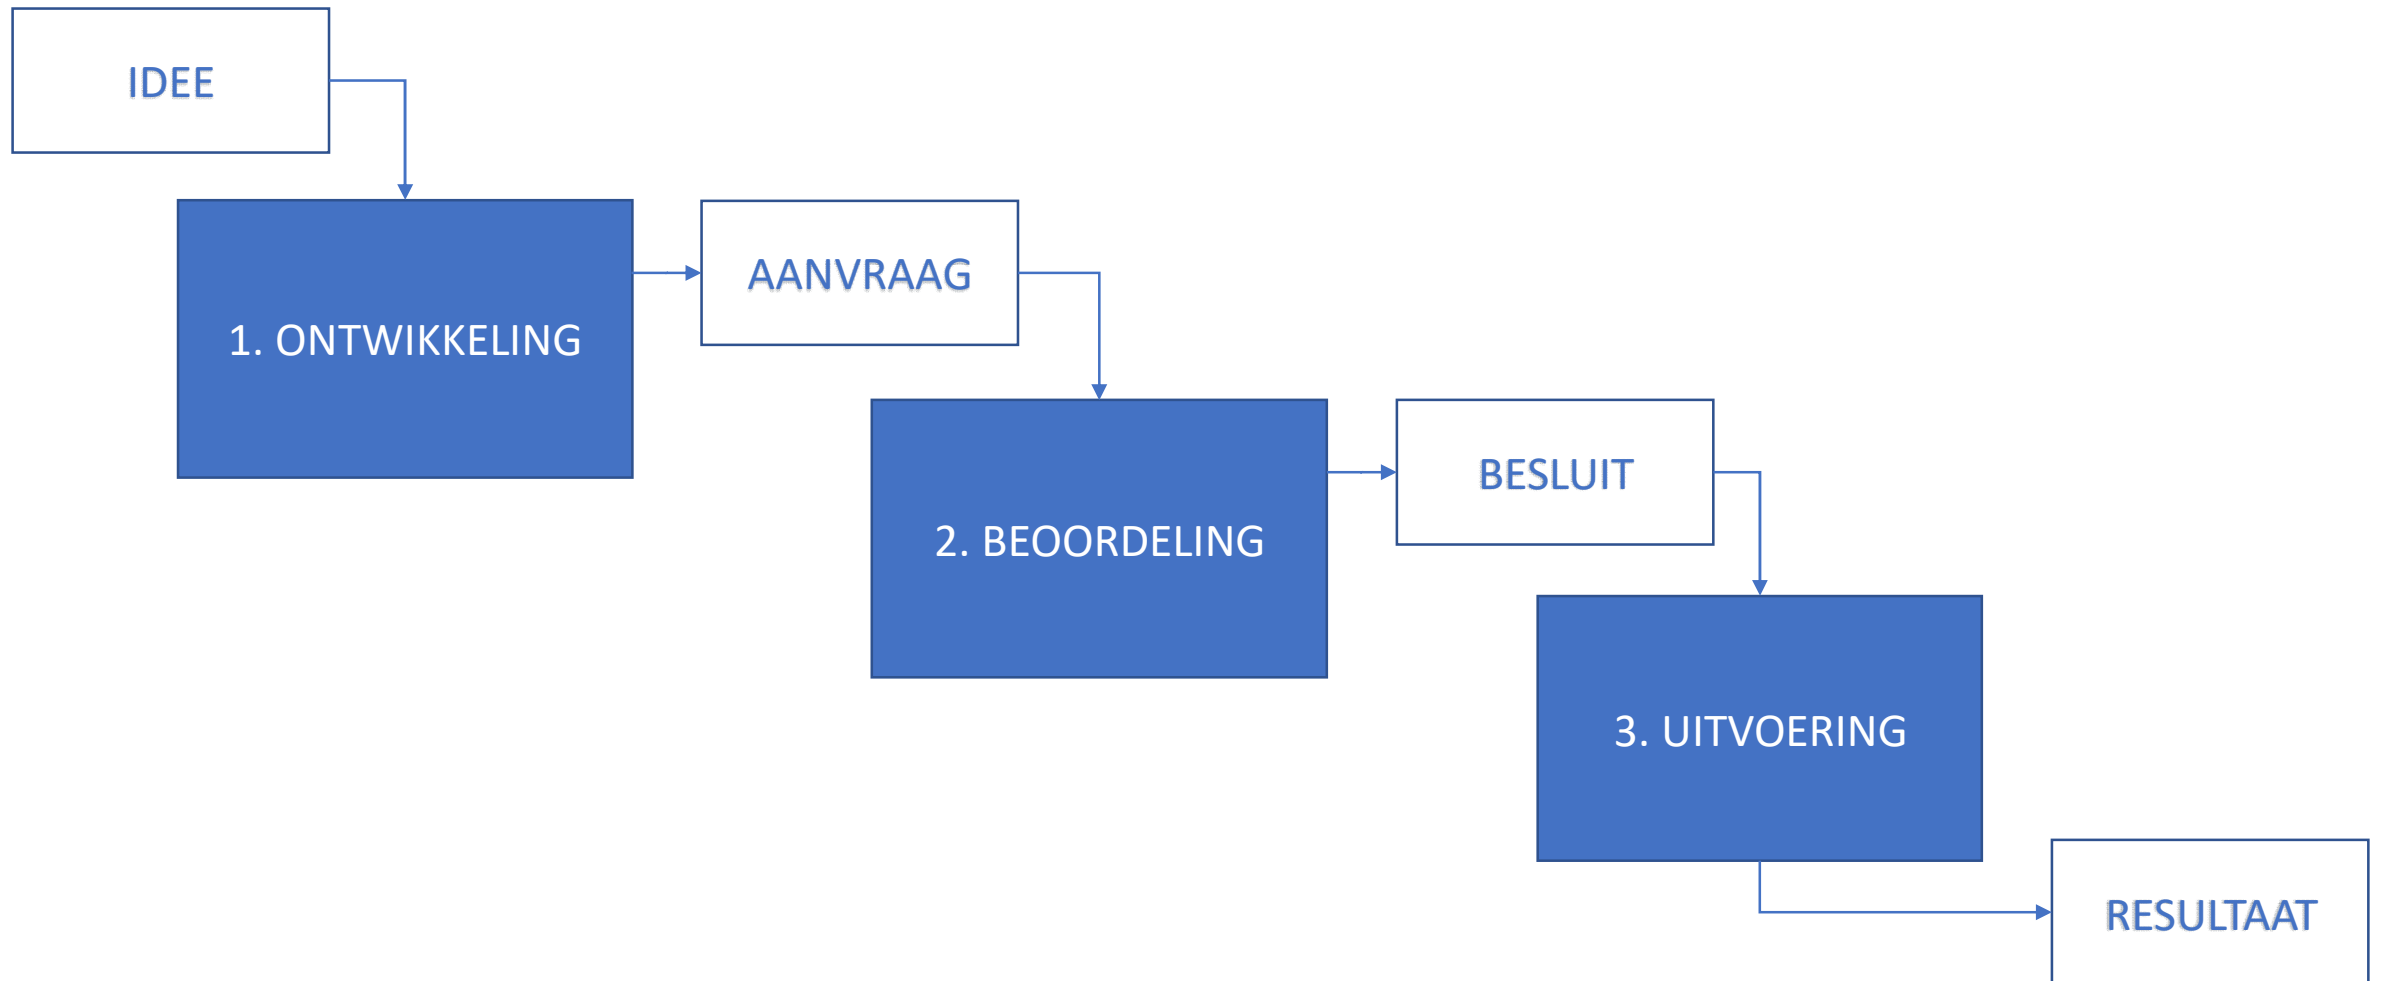 IDEE
1. ONTWIKKELING
AANVRAAG
2. BEOORDELING
BESLUIT
3. UITVOERING
RESULTAAT